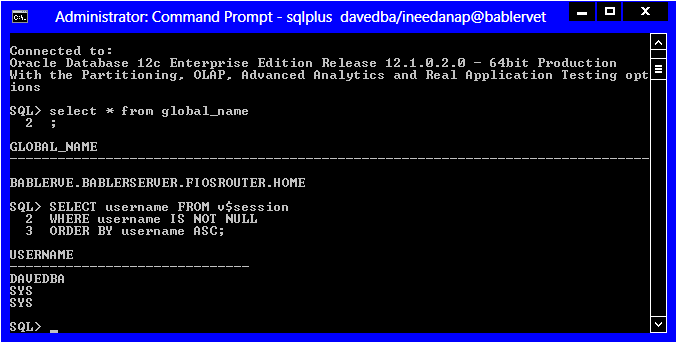 Administrator: Command Prompt - sqlplus  davedba/ineedanap@bablervet
Connected to:
Oracle Database 12c Enterprise Edition Release 12.1.0.2.0 - 64bit Production
With the Partitioning, OLAP, Advanced Analytics and Real Application Testing opt
ions
SQL> select * from global_name
  2  ;
GLOBAL_NAME
--------------------------------------------------------------------------------
BABLERVE.BABLERSERVER.FIOSROUTER.HOME
SQL> SELECT username FROM v$session
  2  WHERE username IS NOT NULL
  3  ORDER BY username ASC;
USERNAME
------------------------------
DAVEDBA
SYS
SYS
SQL> _